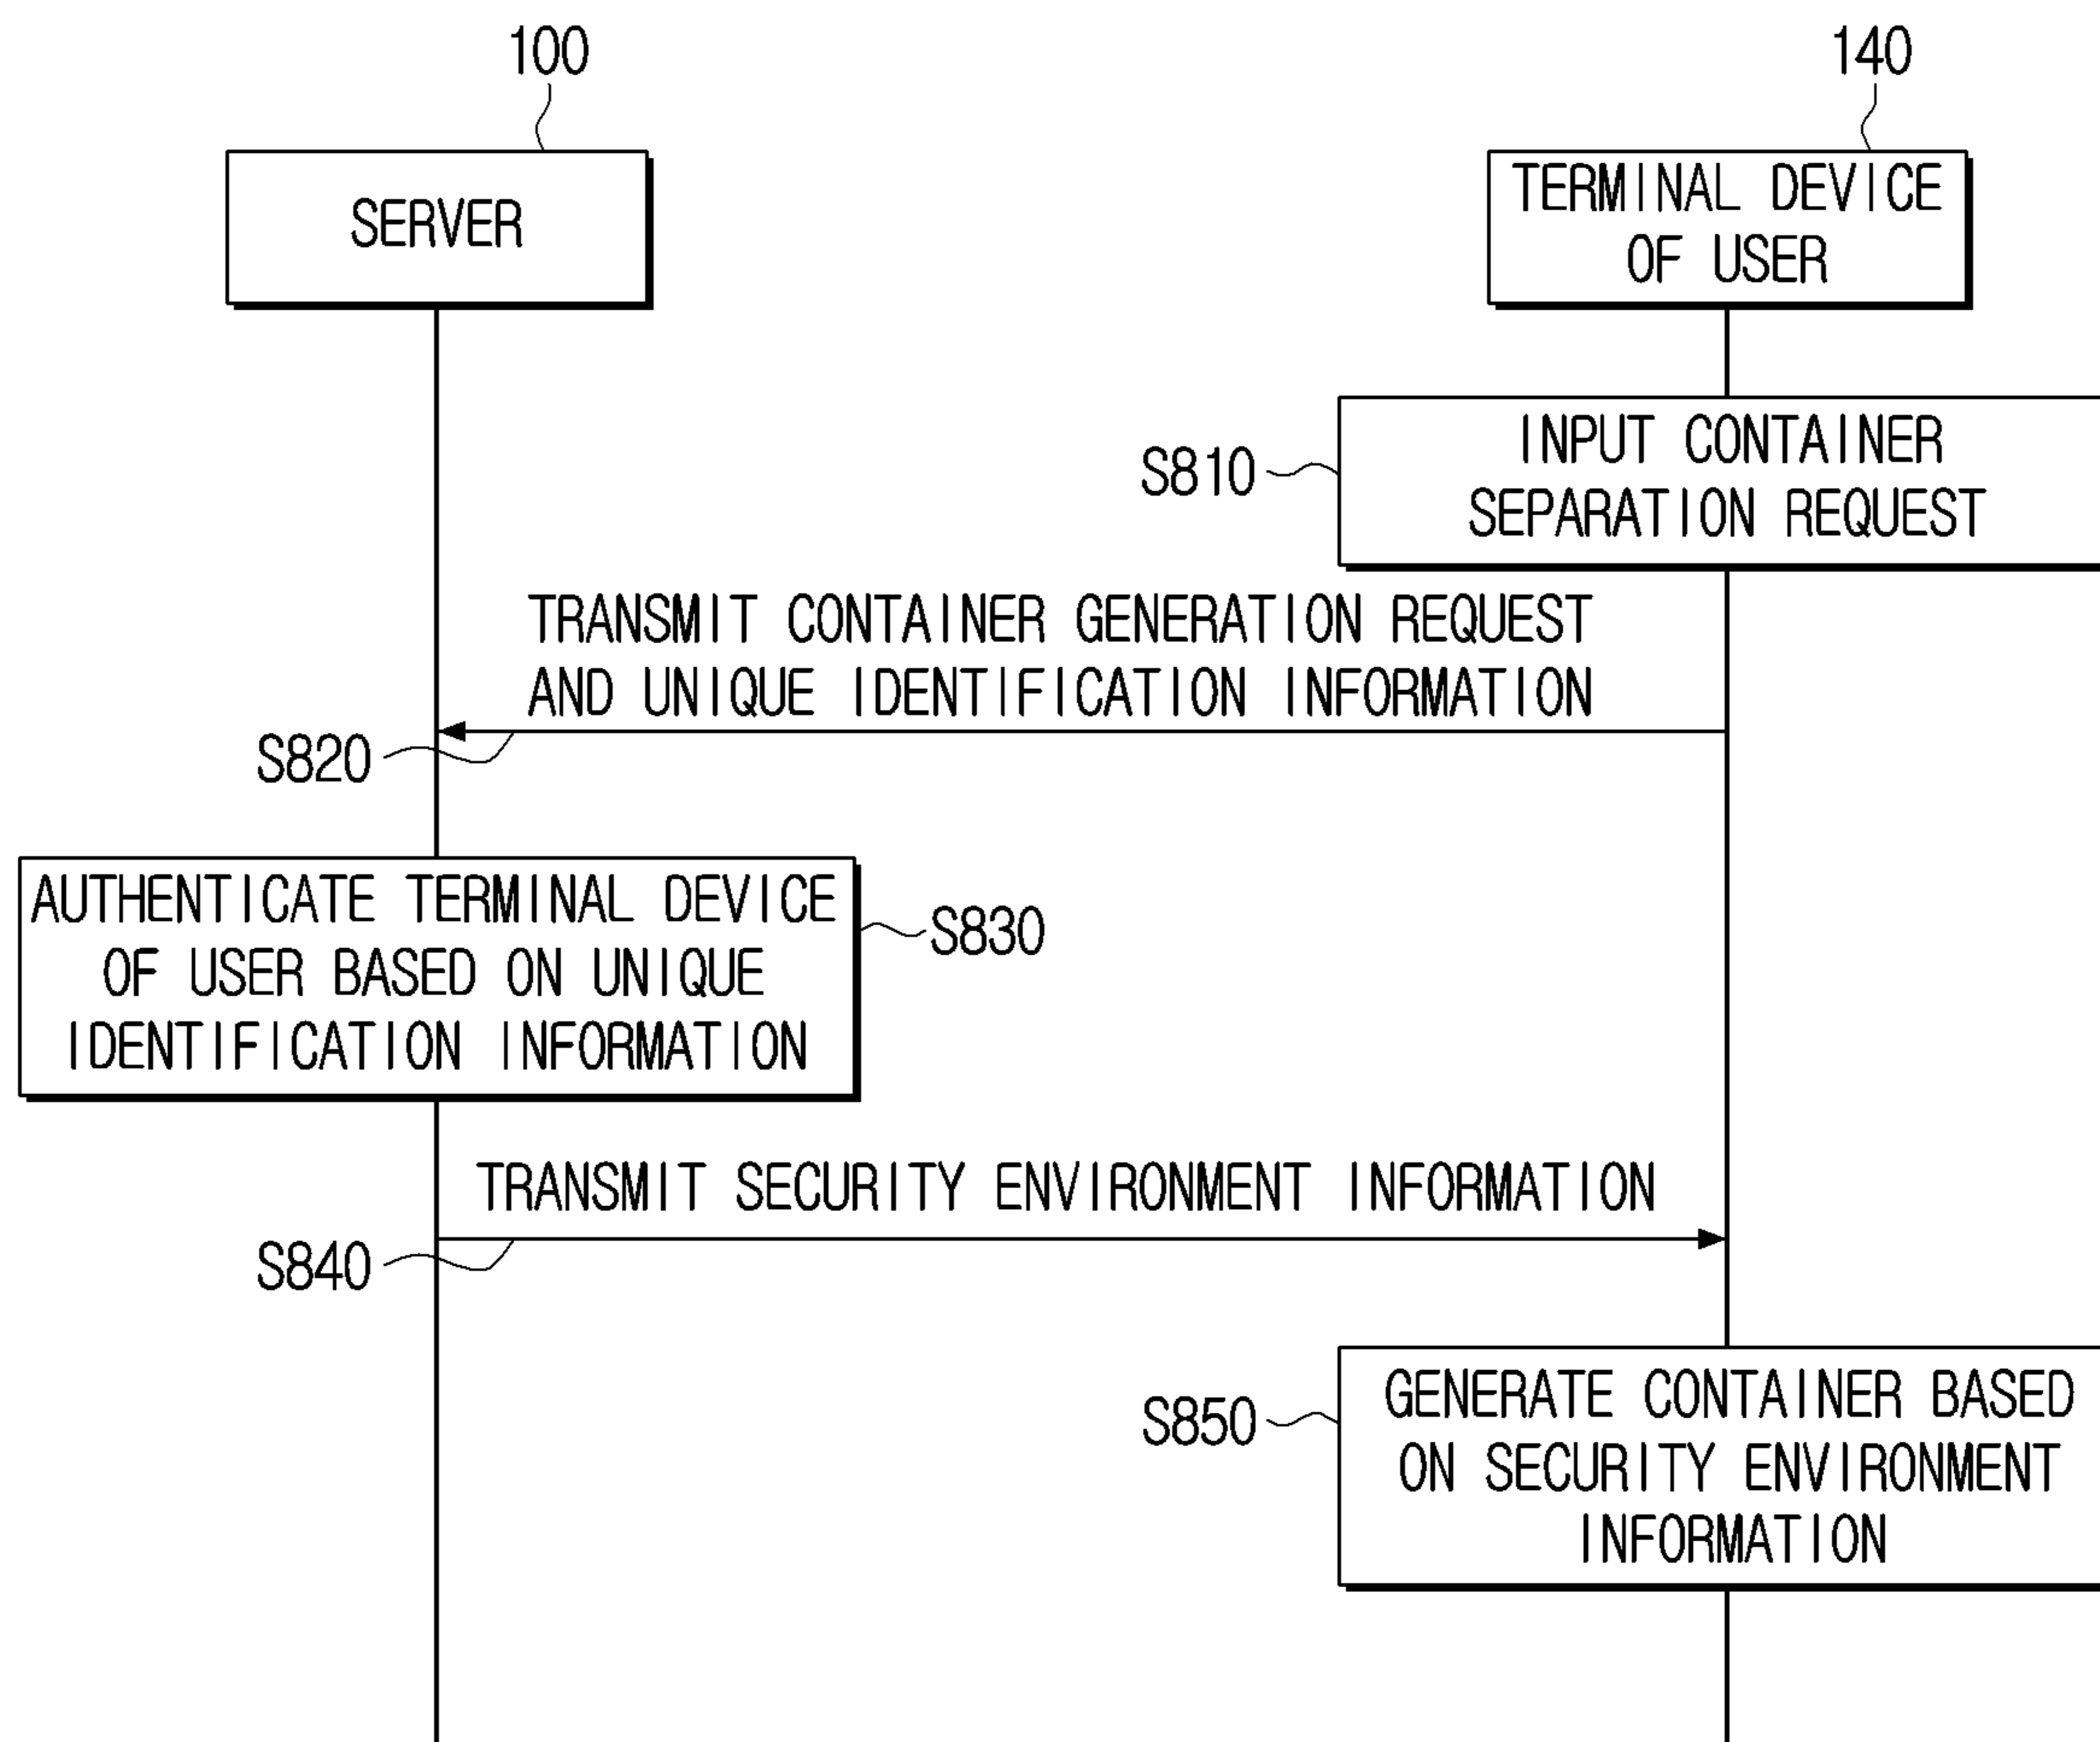 100
140
SERVER
TERMINAL DEVICE
OF USER
INPUT CONTAINER
SEPARATION REQUEST
S810
TRANSMIT CONTAINER GENERATION REQUEST
AND UNIQUE IDENTIFICATION INFORMATION
S820
AUTHENTICATE TERMINAL DEVICE
OF USER BASED ON UNIQUE
IDENTIFICATION INFORMATION
S830
TRANSMIT SECURITY ENVIRONMENT INFORMATION
S840
GENERATE CONTAINER BASED
ON SECURITY ENVIRONMENT
INFORMATION
S850